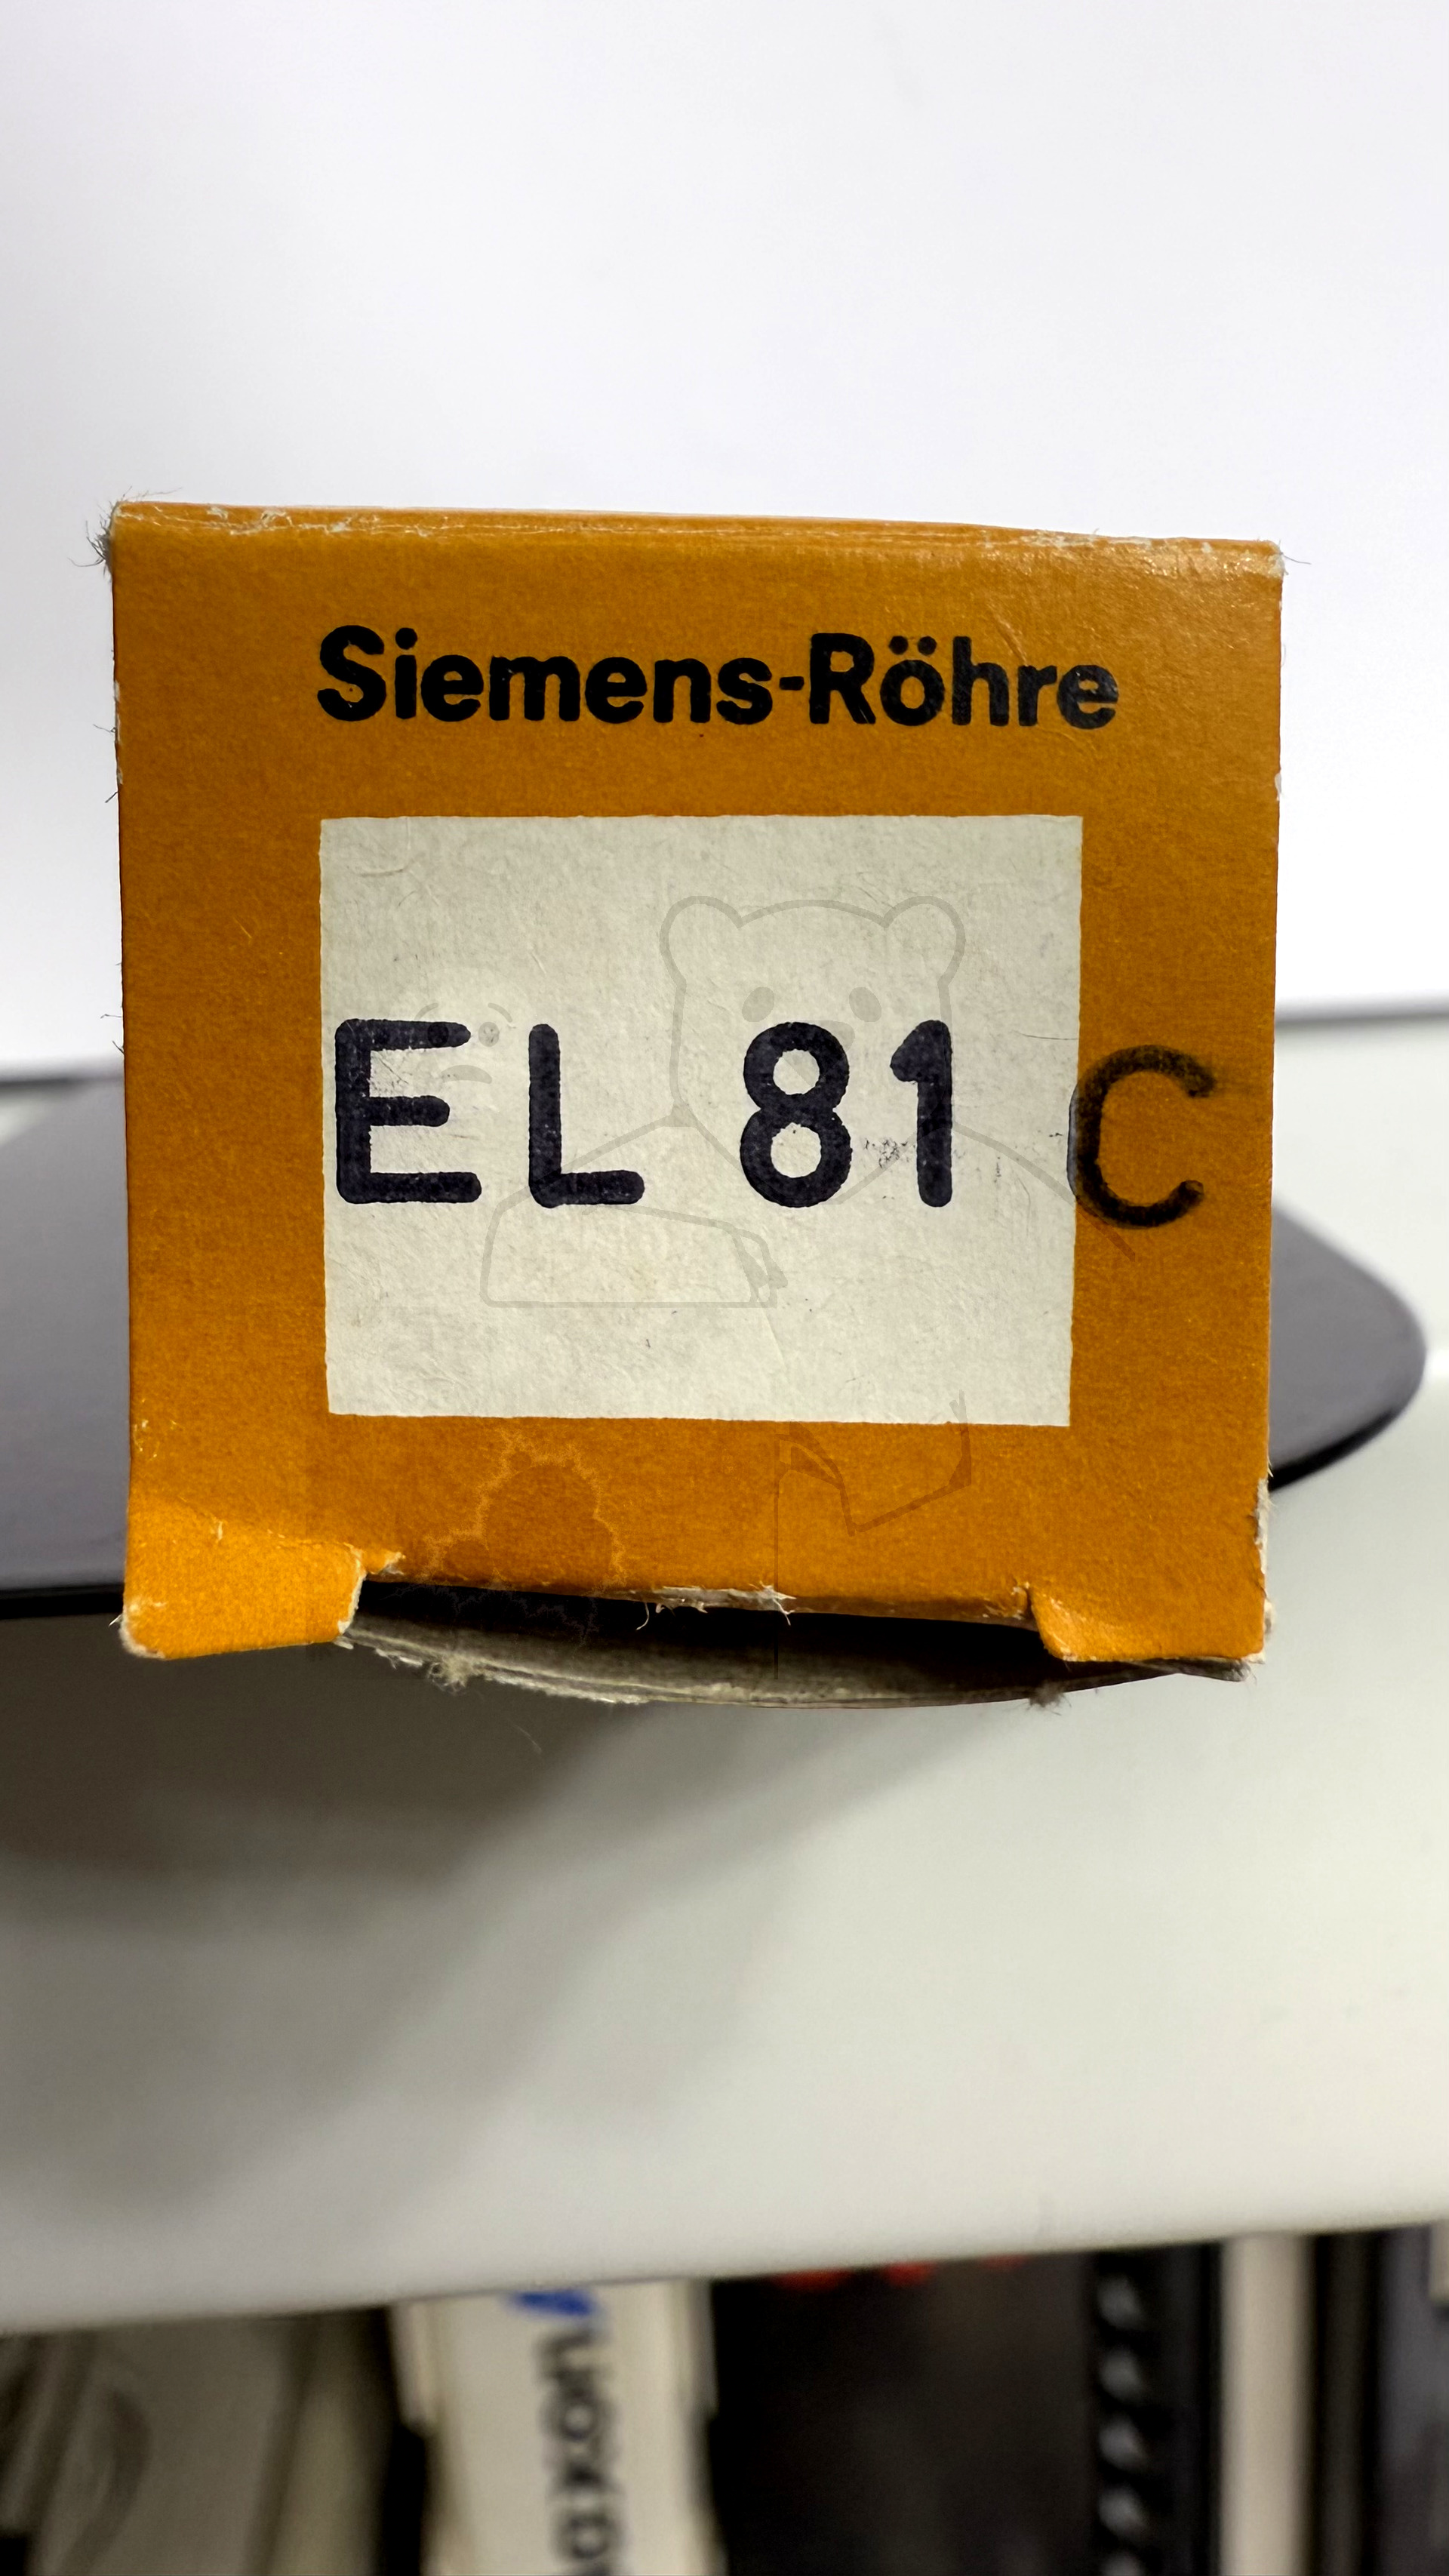 Siemens-Röhre
EL 81 C